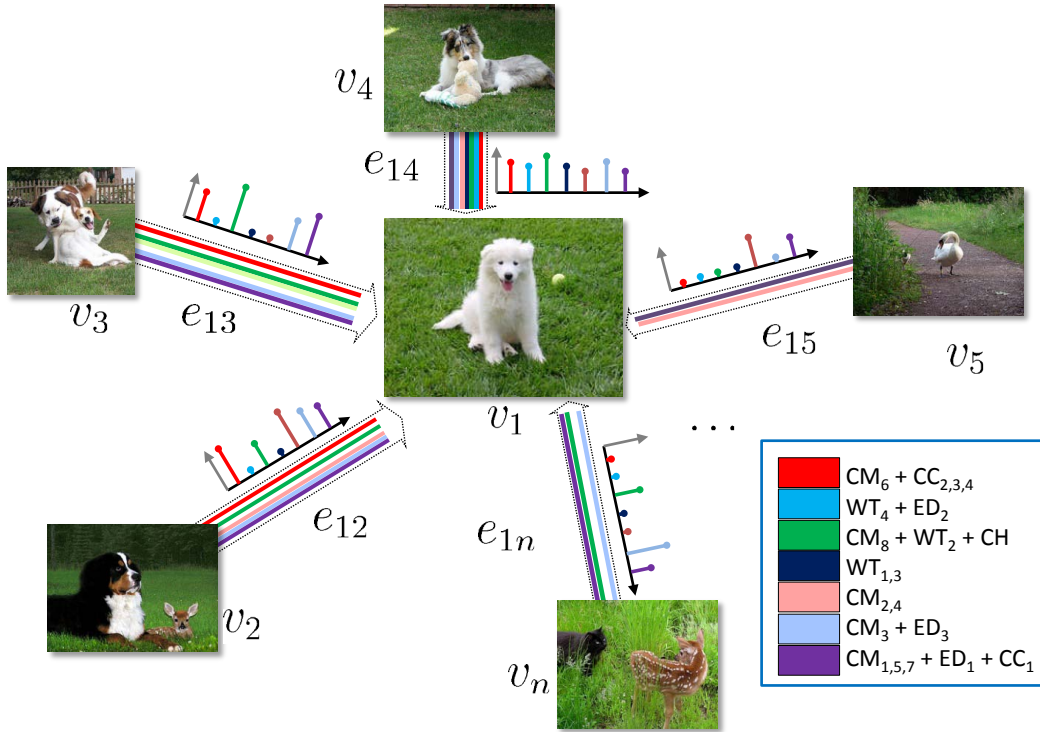 v₄
e₁₄
v₃
e₁₃
v₁
e₁₅
v₅
. . .
e₁₂
v₂
e₁ₙ
vₙ
CM₆ + CC₂,₃,₄
WT₄ + ED₂
CM₈ + WT₂ + CH
WT₁,₃
CM₂,₄
CM₃ + ED₃
CM₁,₅,₇ + ED₁ + CC₁